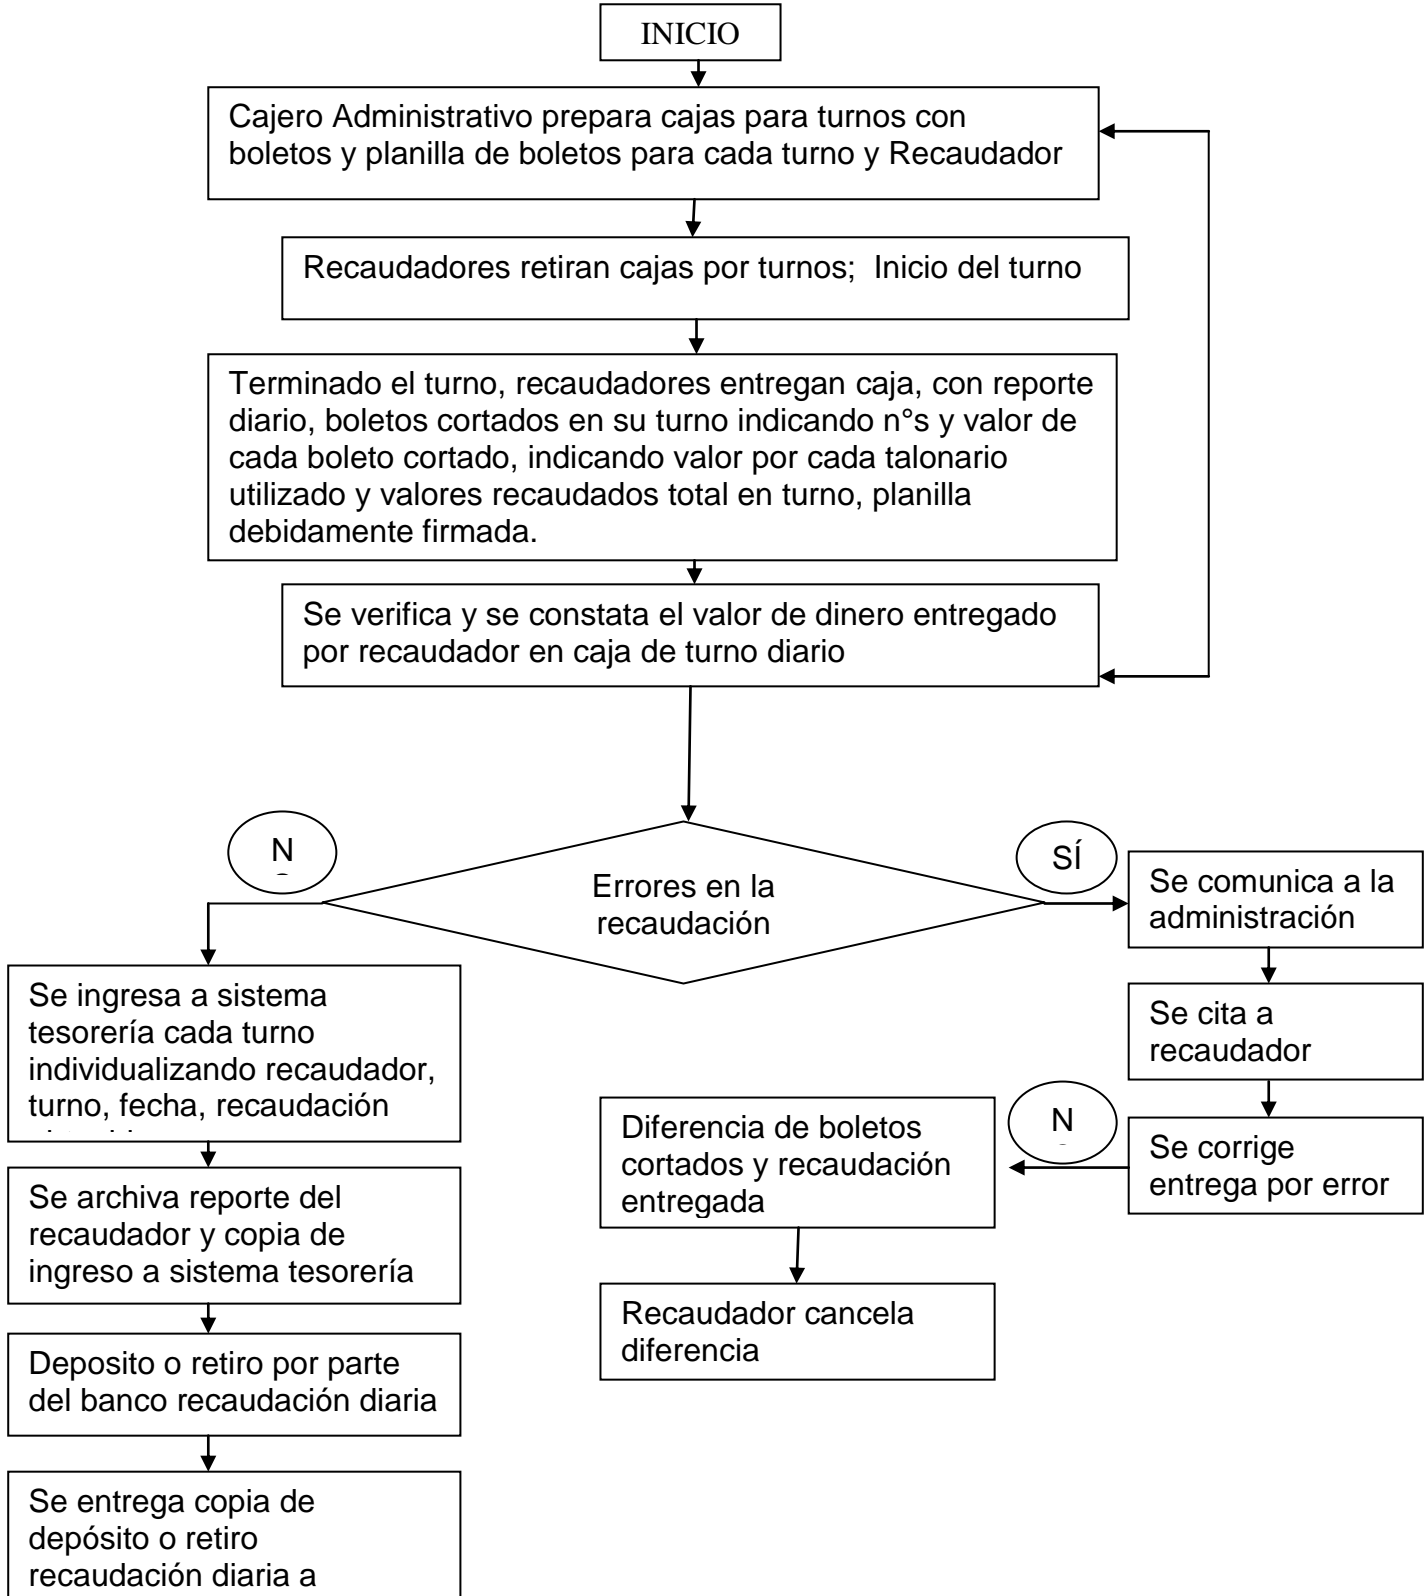 INICIO
Cajero Administrativo prepara cajas para turnos con
boletos y planilla de boletos para cada turno y Recaudador
Recaudadores retiran cajas por turnos;  Inicio del turno
Terminado el turno, recaudadores entregan caja, con reporte
diario, boletos cortados en su turno indicando n°s y valor de
cada boleto cortado, indicando valor por cada talonario
utilizado y valores recaudados total en turno, planilla
debidamente firmada.
Se verifica y se constata el valor de dinero entregado
por recaudador en caja de turno diario
N
Errores en la
recaudación
SÍ
Se comunica a la
administración
Se cita a
recaudador
Se corrige
entrega por error
N
Diferencia de boletos
cortados y recaudación
entregada
Recaudador cancela
diferencia
Se ingresa a sistema
tesorería cada turno
individualizando recaudador,
turno, fecha, recaudación
Se archiva reporte del
recaudador y copia de
ingreso a sistema tesorería
Deposito o retiro por parte
del banco recaudación diaria
Se entrega copia de
depósito o retiro
recaudación diaria a